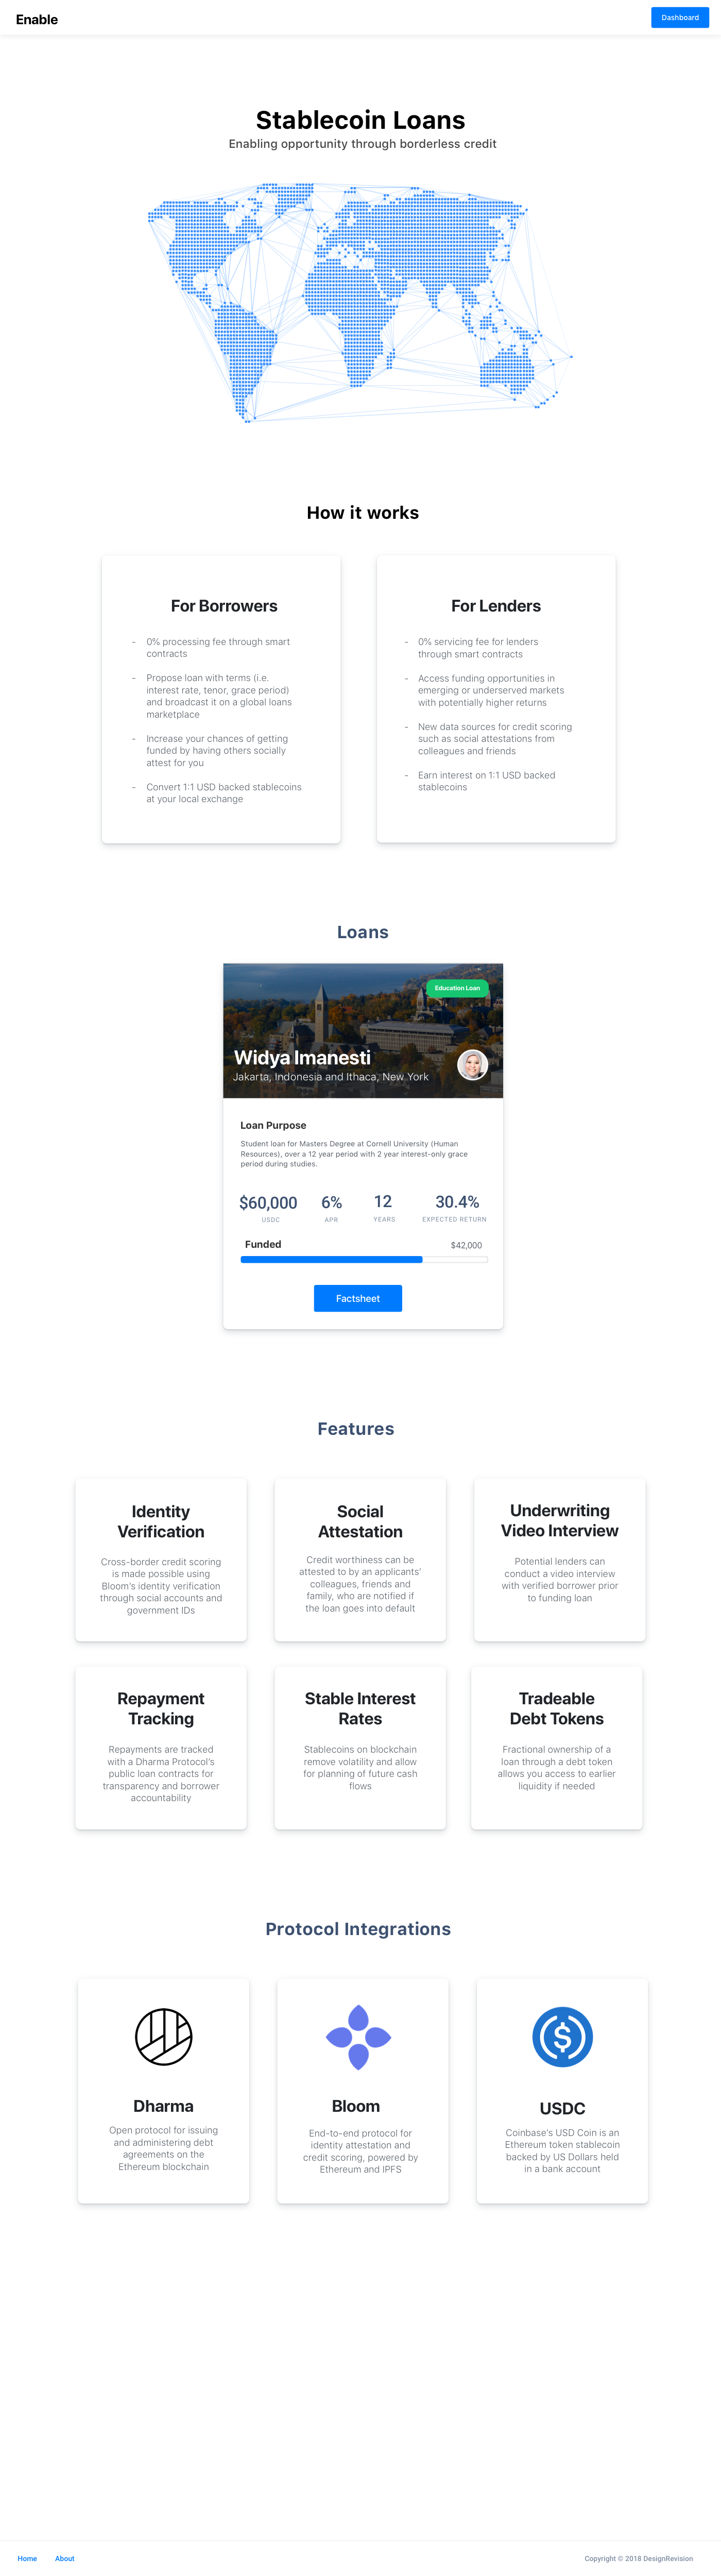 Enable
Dashboard
Stablecoin Loans
Enabling opportunity through borderless credit
How it works
For Borrowers
- 0% processing fee through smart
contracts
- Propose loan with terms (i.e.
interest rate, tenor, grace period)
and broadcast it on a global loans
marketplace
- Increase your chances of getting
funded by having others socially
attest for you
- Convert 1:1 USD backed stablecoins
at your local exchange
For Lenders
- 0% servicing fee for lenders
through smart contracts
- Access funding opportunities in
emerging or underserved markets
with potentially higher returns
- New data sources for credit scoring
such as social attestations from
colleagues and friends
- Earn interest on 1:1 USD backed
stablecoins
Loans
Education Loan
Widya Imanesti
Jakarta, Indonesia and Ithaca, New York
Loan Purpose
Student loan for Masters Degree at Cornell University (Human
Resources), over a 12 year period with 2 year interest-only grace
period during studies.
$60,000 6% 12 30.4%
USDC APR YEARS EXPECTED RETURN
Funded $42,000
Factsheet
Features
Identity
Verification
Cross-border credit scoring
is made possible using
Bloom's identity verification
through social accounts and
government IDs
Social
Attestation
Credit worthiness can be
attested to by an applicants'
colleagues, friends and
family, who are notified if
the loan goes into default
Underwriting
Video Interview
Potential lenders can
conduct a video interview
with verified borrower prior
to funding loan
Repayment
Tracking
Repayments are tracked
with a Dharma Protocol's
public loan contracts for
transparency and borrower
accountability
Stable Interest
Rates
Stablecoins on blockchain
remove volatility and allow
for planning of future cash
flows
Tradeable
Debt Tokens
Fractional ownership of a
loan through a debt token
allows you access to earlier
liquidity if needed
Protocol Integrations
Dharma
Open protocol for issuing
and administering debt
agreements on the
Ethereum blockchain
Bloom
End-to-end protocol for
identity attestation and
credit scoring, powered by
Ethereum and IPFS
$
USDC
Coinbase's USD Coin is an
Ethereum token stablecoin
backed by US Dollars held
in a bank account
Home About Copyright © 2018 DesignRevision